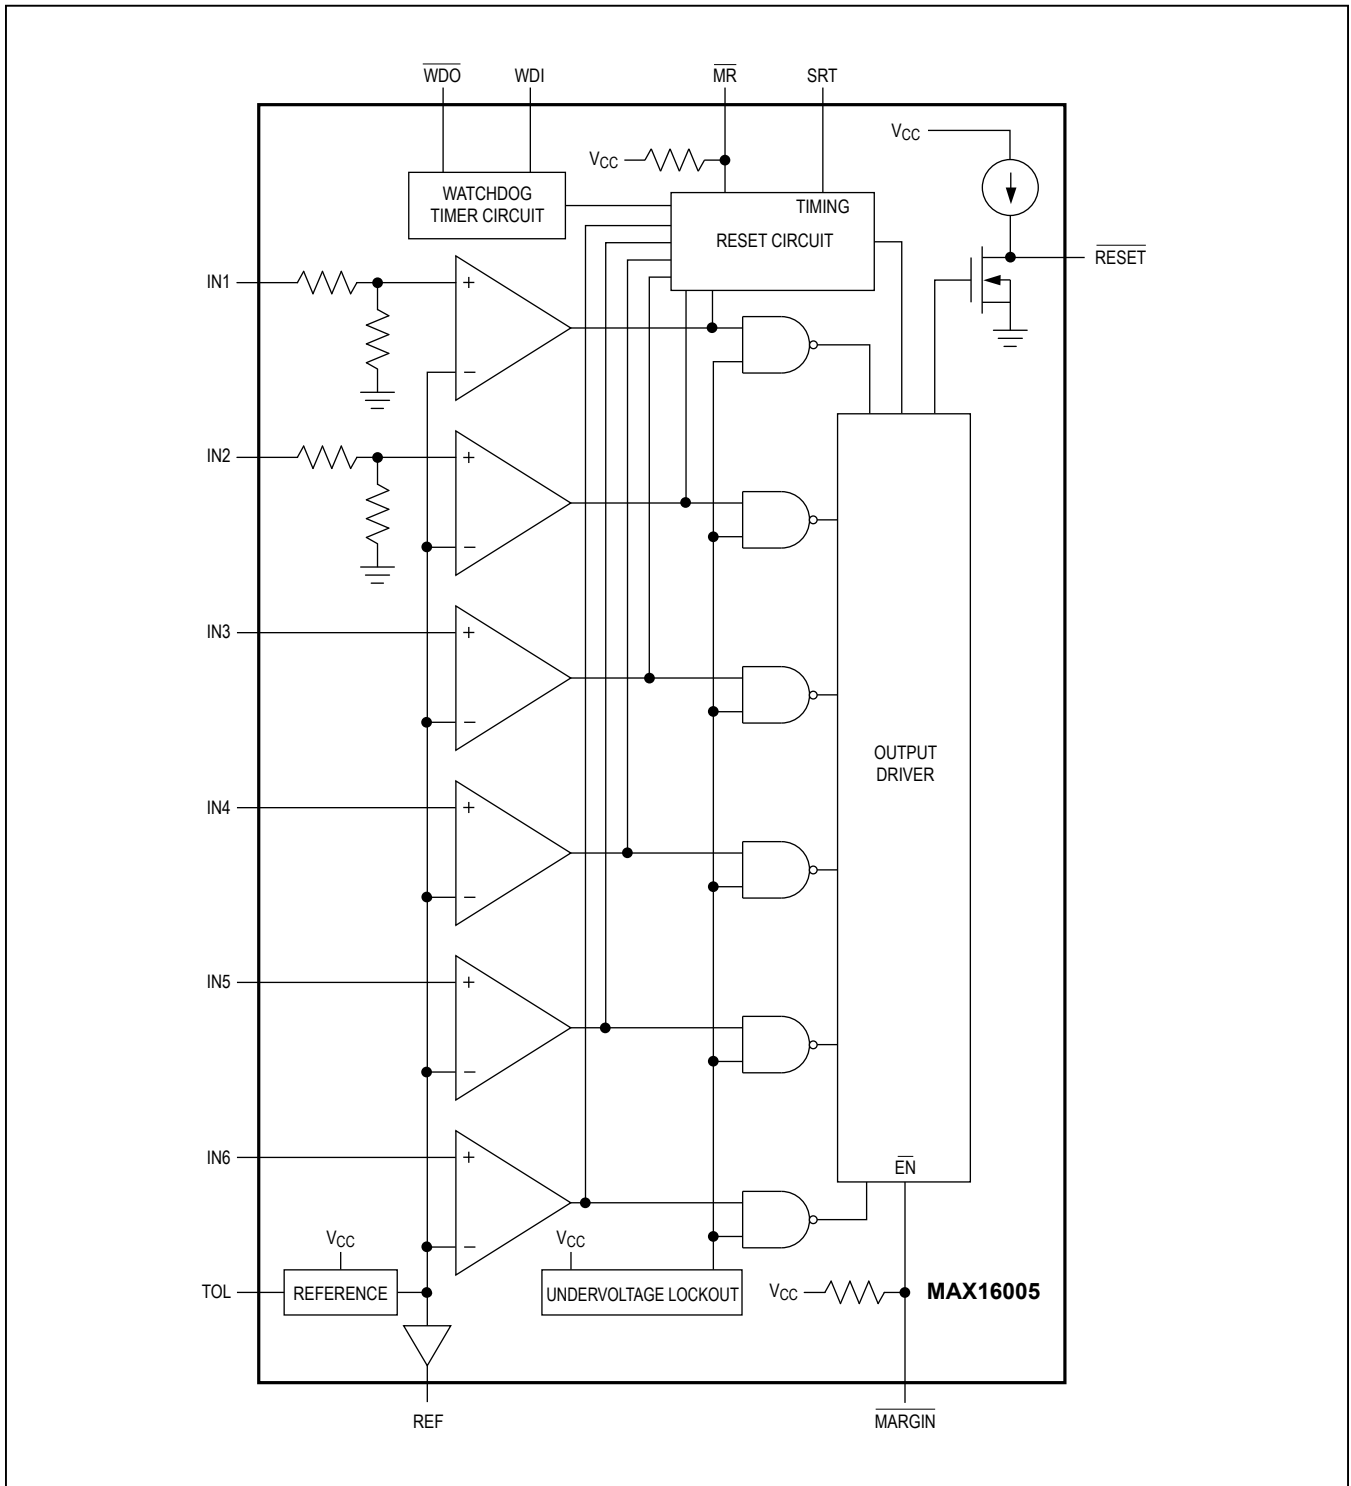 WDO WDI MR SRT
VCC
VCC
WATCHDOG
TIMER CIRCUIT
TIMING
RESET CIRCUIT
RESET
IN1
+
−
IN2
+
−
IN3
+
−
IN4
+
−
OUTPUT
DRIVER
IN5
+
−
IN6
+
−
EN
VCC
VCC
TOL
REFERENCE
UNDERVOLTAGE LOCKOUT
VCC
MAX16005
REF
MARGIN